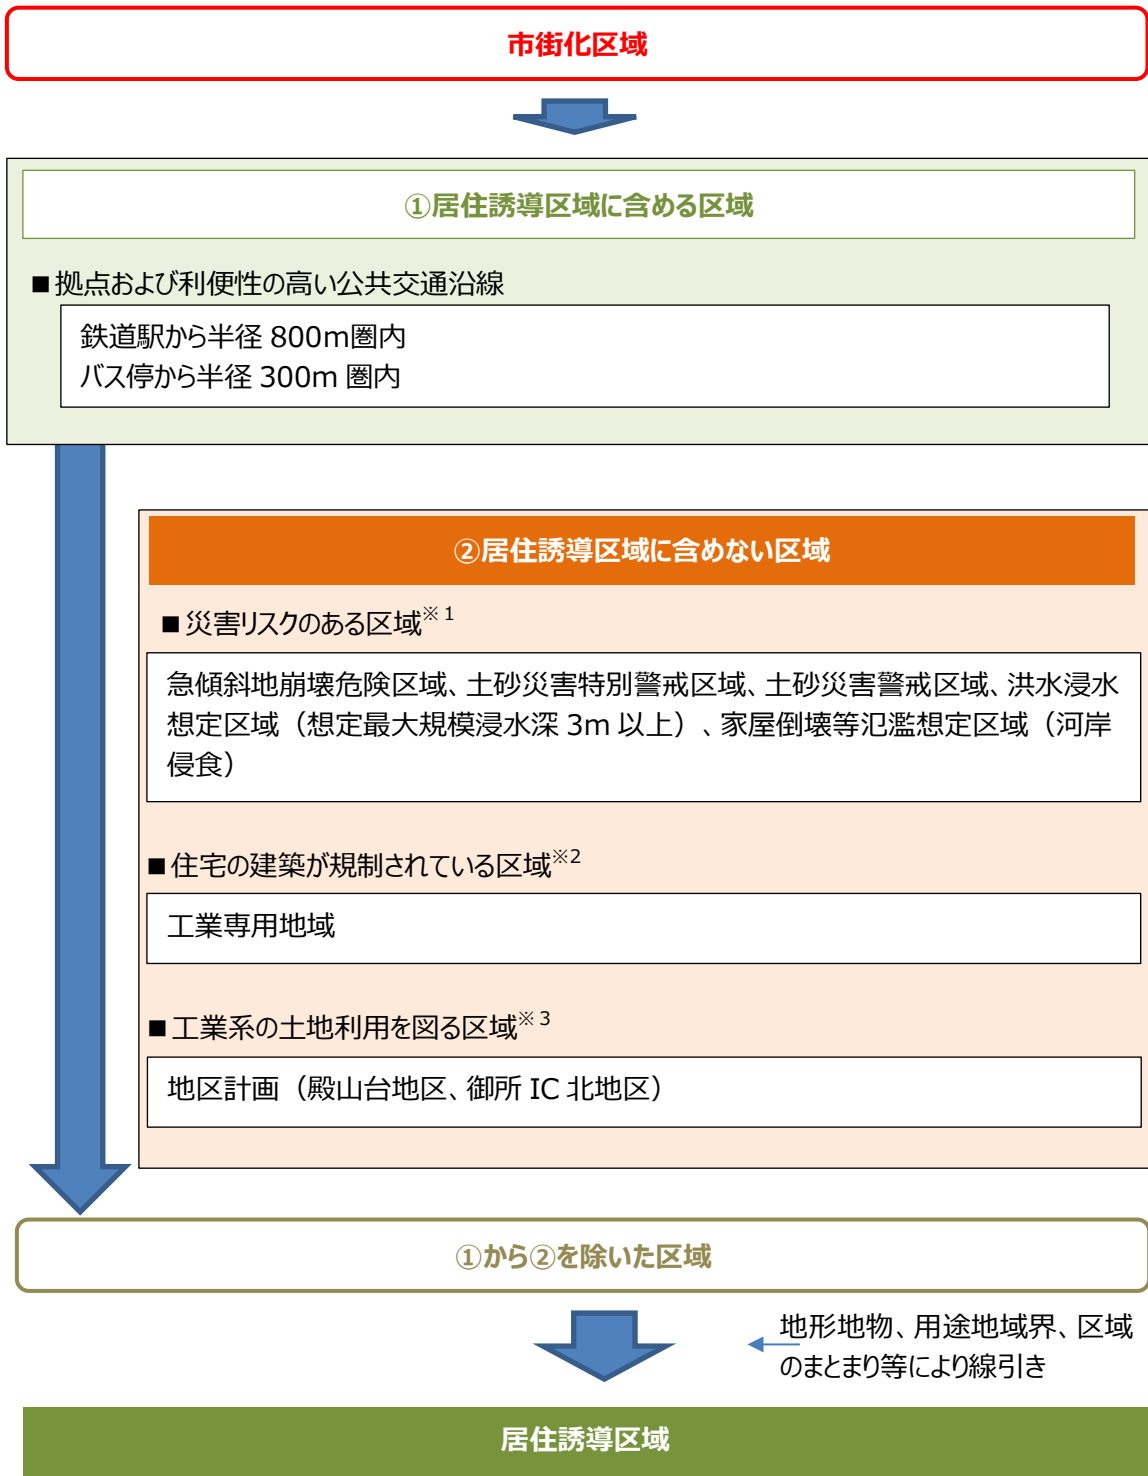 市街化区域
①居住誘導区域に含める区域
■拠点および利便性の高い公共交通沿線
鉄道駅から半径 800m圏内
バス停から半径 300m 圏内
②居住誘導区域に含めない区域
■災害リスクのある区域※1
急傾斜地崩壊危険区域、土砂災害特別警戒区域、土砂災害警戒区域、洪水浸水
想定区域（想定最大規模浸水深 3m 以上）、家屋倒壊等氾濫想定区域（河岸
侵食）
■住宅の建築が規制されている区域※2
工業専用地域
■工業系の土地利用を図る区域※3
地区計画（殿山台地区、御所 IC 北地区）
①から②を除いた区域
地形地物、用途地域界、区域
のまとまり等により線引き
居住誘導区域